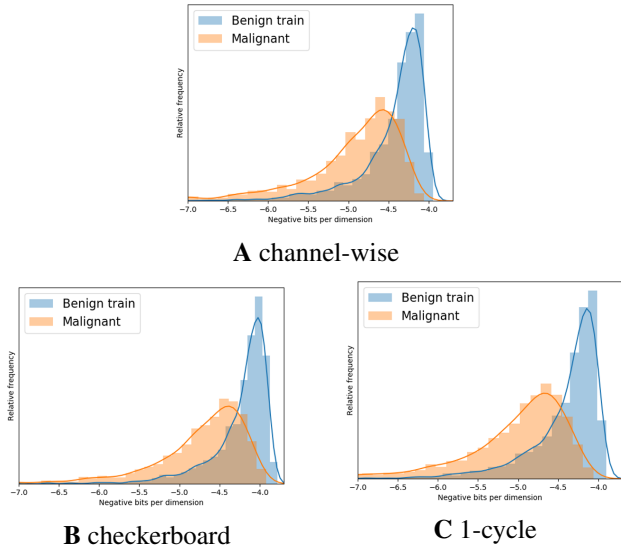 Benign train
Malignant
Relative frequency
−7.0 −6.5 −6.0 −5.5 −5.0 −4.5 −4.0
Negative bits per dimension
A channel-wise
Benign train
Malignant
Relative frequency
−7.0 −6.5 −6.0 −5.5 −5.0 −4.5 −4.0
Negative bits per dimension
B checkerboard
Benign train
Malignant
Relative frequency
−7.0 −6.5 −6.0 −5.5 −5.0 −4.5 −4.0
Negative bits per dimension
C 1-cycle